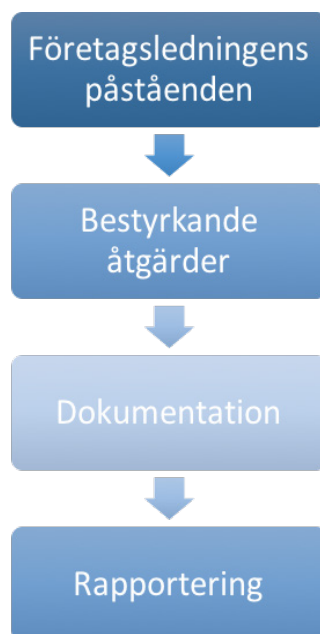 Företagsledningens
påståenden
Bestyrkande
åtgärder
Dokumentation
Rapportering